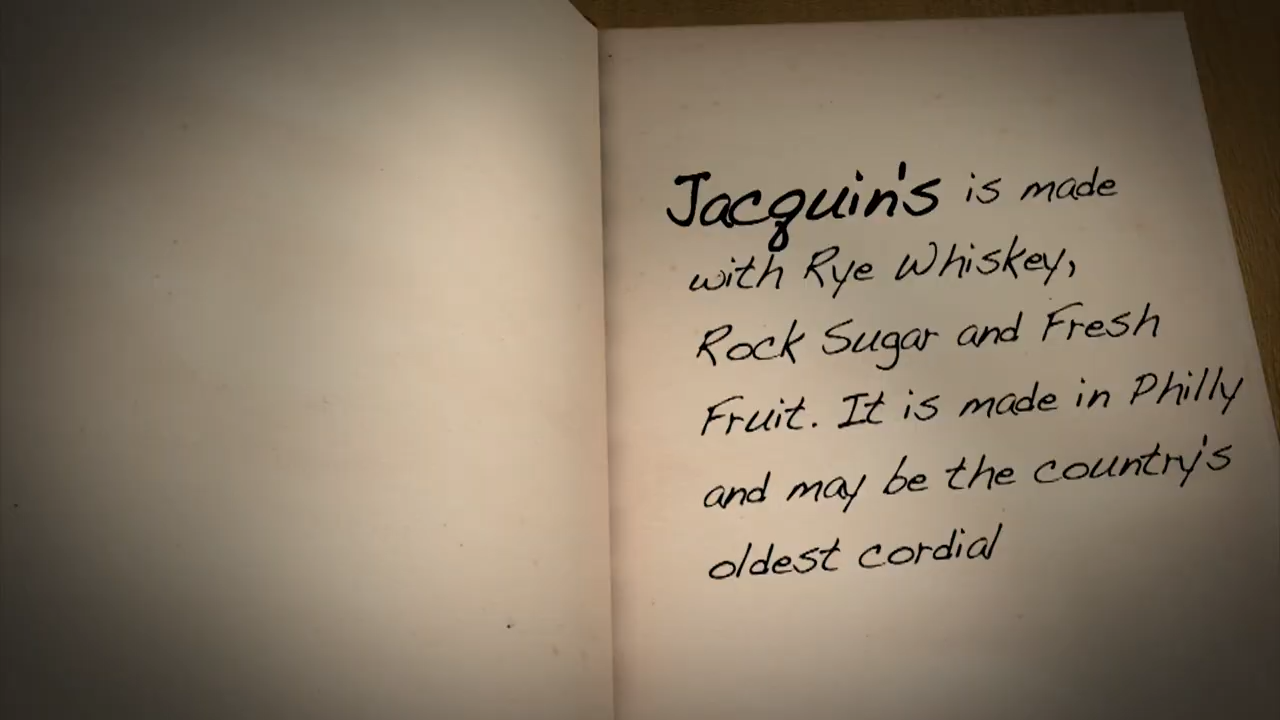 Jacquin's is made
with Rye Whiskey,
Rock Sugar and Fresh
Fruit. It is made in Philly
and may be the country's
oldest cordial